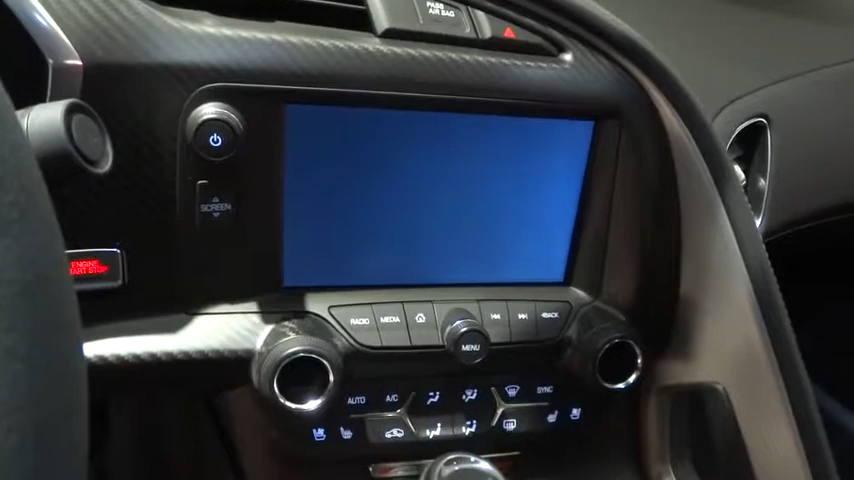 PASS
AIR BAG
SCREEN
ENGINE
START STOP
RADIO
MEDIA
BACK
MENU
AUTO
A/C
SYNC